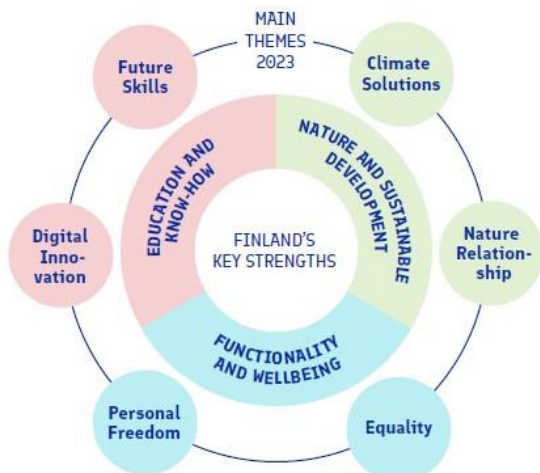 MAIN
THEMES
2023
Future
Skills
Climate
Solutions
EDUCATION AND
KNOW-HOW
NATURE AND SUSTAINABLE
DEVELOPMENT
Digital
Inno-
vation
FINLAND'S
KEY STRENGTHS
Nature
Relation-
ship
FUNCTIONALITY
AND WELLBEING
Personal
Freedom
Equality